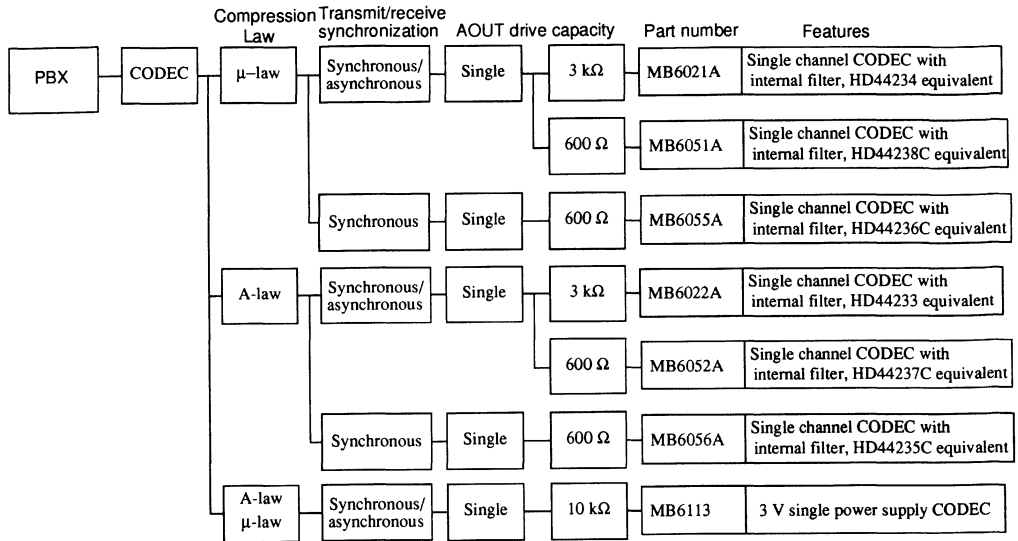 Compression Law
Transmit/receive synchronization
AOUT drive capacity
Part number
Features
PBX
CODEC
μ–law
Synchronous/
asynchronous
Single
3 kΩ
MB6021A
Single channel CODEC with
internal filter, HD44234 equivalent
600 Ω
MB6051A
Single channel CODEC with
internal filter, HD44238C equivalent
Synchronous
Single
600 Ω
MB6055A
Single channel CODEC with
internal filter, HD44236C equivalent
A-law
Synchronous/
asynchronous
Single
3 kΩ
MB6022A
Single channel CODEC with
internal filter, HD44233 equivalent
600 Ω
MB6052A
Single channel CODEC with
internal filter, HD44237C equivalent
Synchronous
Single
600 Ω
MB6056A
Single channel CODEC with
internal filter, HD44235C equivalent
A-law
μ-law
Synchronous/
asynchronous
Single
10 kΩ
MB6113
3 V single power supply CODEC